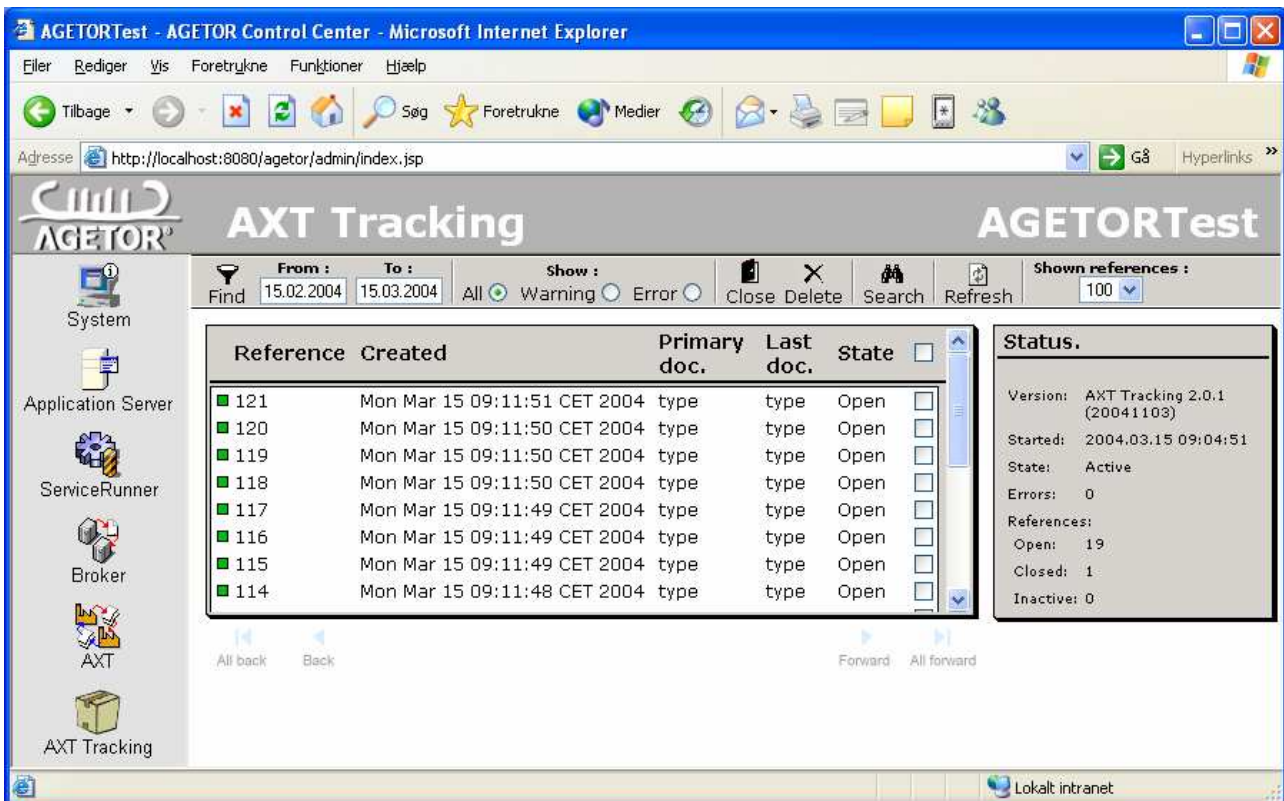 AGETORTest - AGETOR Control Center - Microsoft Internet Explorer
Filer Rediger Vis Foretrukne Funktioner Hjælp
Tilbage Søg Foretrukne Medier
Adresse http://localhost:8080/agetor/admin/index.jsp Gå Hyperlinks »
AGETOR® AXT Tracking AGETORTest
System
Application Server
ServiceRunner
Broker
AXT
AXT Tracking
Find From : 15.02.2004 To : 15.03.2004 Show : All Warning Error Close Delete Search Refresh Shown references : 100
Reference Created Primary doc. Last doc. State
121 Mon Mar 15 09:11:51 CET 2004 type type Open
120 Mon Mar 15 09:11:50 CET 2004 type type Open
119 Mon Mar 15 09:11:50 CET 2004 type type Open
118 Mon Mar 15 09:11:50 CET 2004 type type Open
117 Mon Mar 15 09:11:49 CET 2004 type type Open
116 Mon Mar 15 09:11:49 CET 2004 type type Open
115 Mon Mar 15 09:11:49 CET 2004 type type Open
114 Mon Mar 15 09:11:48 CET 2004 type type Open
All back Back Forward All forward
Status.
Version: AXT Tracking 2.0.1
(20041103)
Started: 2004.03.15 09:04:51
State: Active
Errors: 0
References:
Open: 19
Closed: 1
Inactive: 0
Lokalt intranet